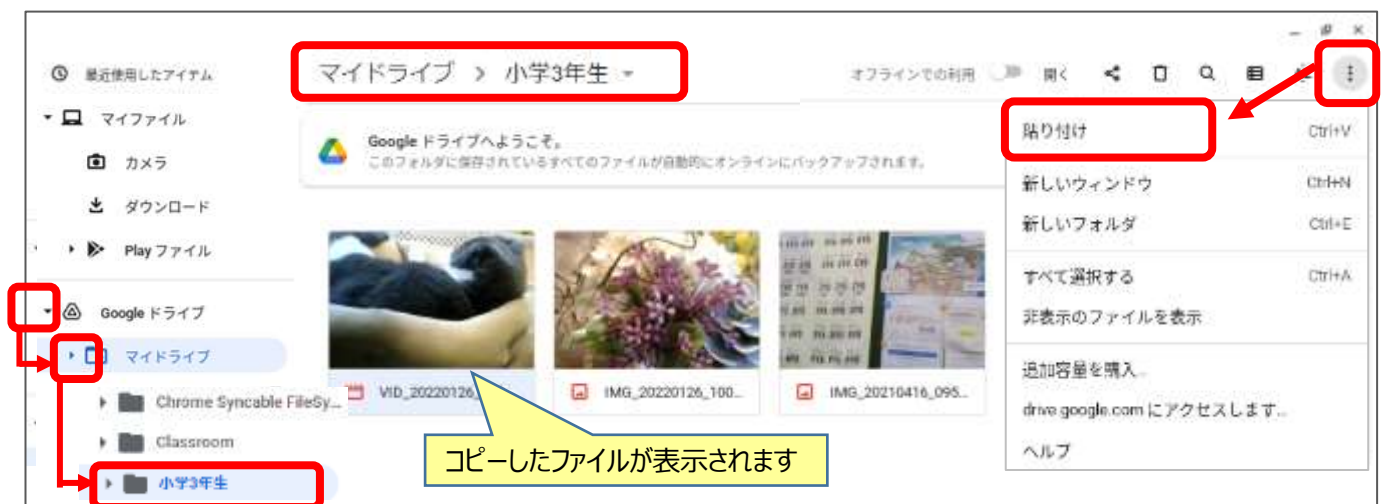 最近使用したアイテム
マイファイル
カメラ
ダウンロード
Play ファイル
Google ドライブ
マイドライブ
Chrome Syncable FileSy...
Classroom
小学3年生
マイドライブ > 小学3年生
オフラインでの利用 開く
Google ドライブへようこそ。
このフォルダに保存されているすべてのファイルが自動的にオンラインにバックアップされます。
VID_20220126_
IMG_20220126_100...
IMG_20210416_095...
コピーしたファイルが表示されます
貼り付け Ctrl+V
新しいウィンドウ Ctrl+N
新しいフォルダ Ctrl+E
すべて選択する Ctrl+A
非表示のファイルを表示
追加容量を購入...
drive.google.com にアクセスします...
ヘルプ